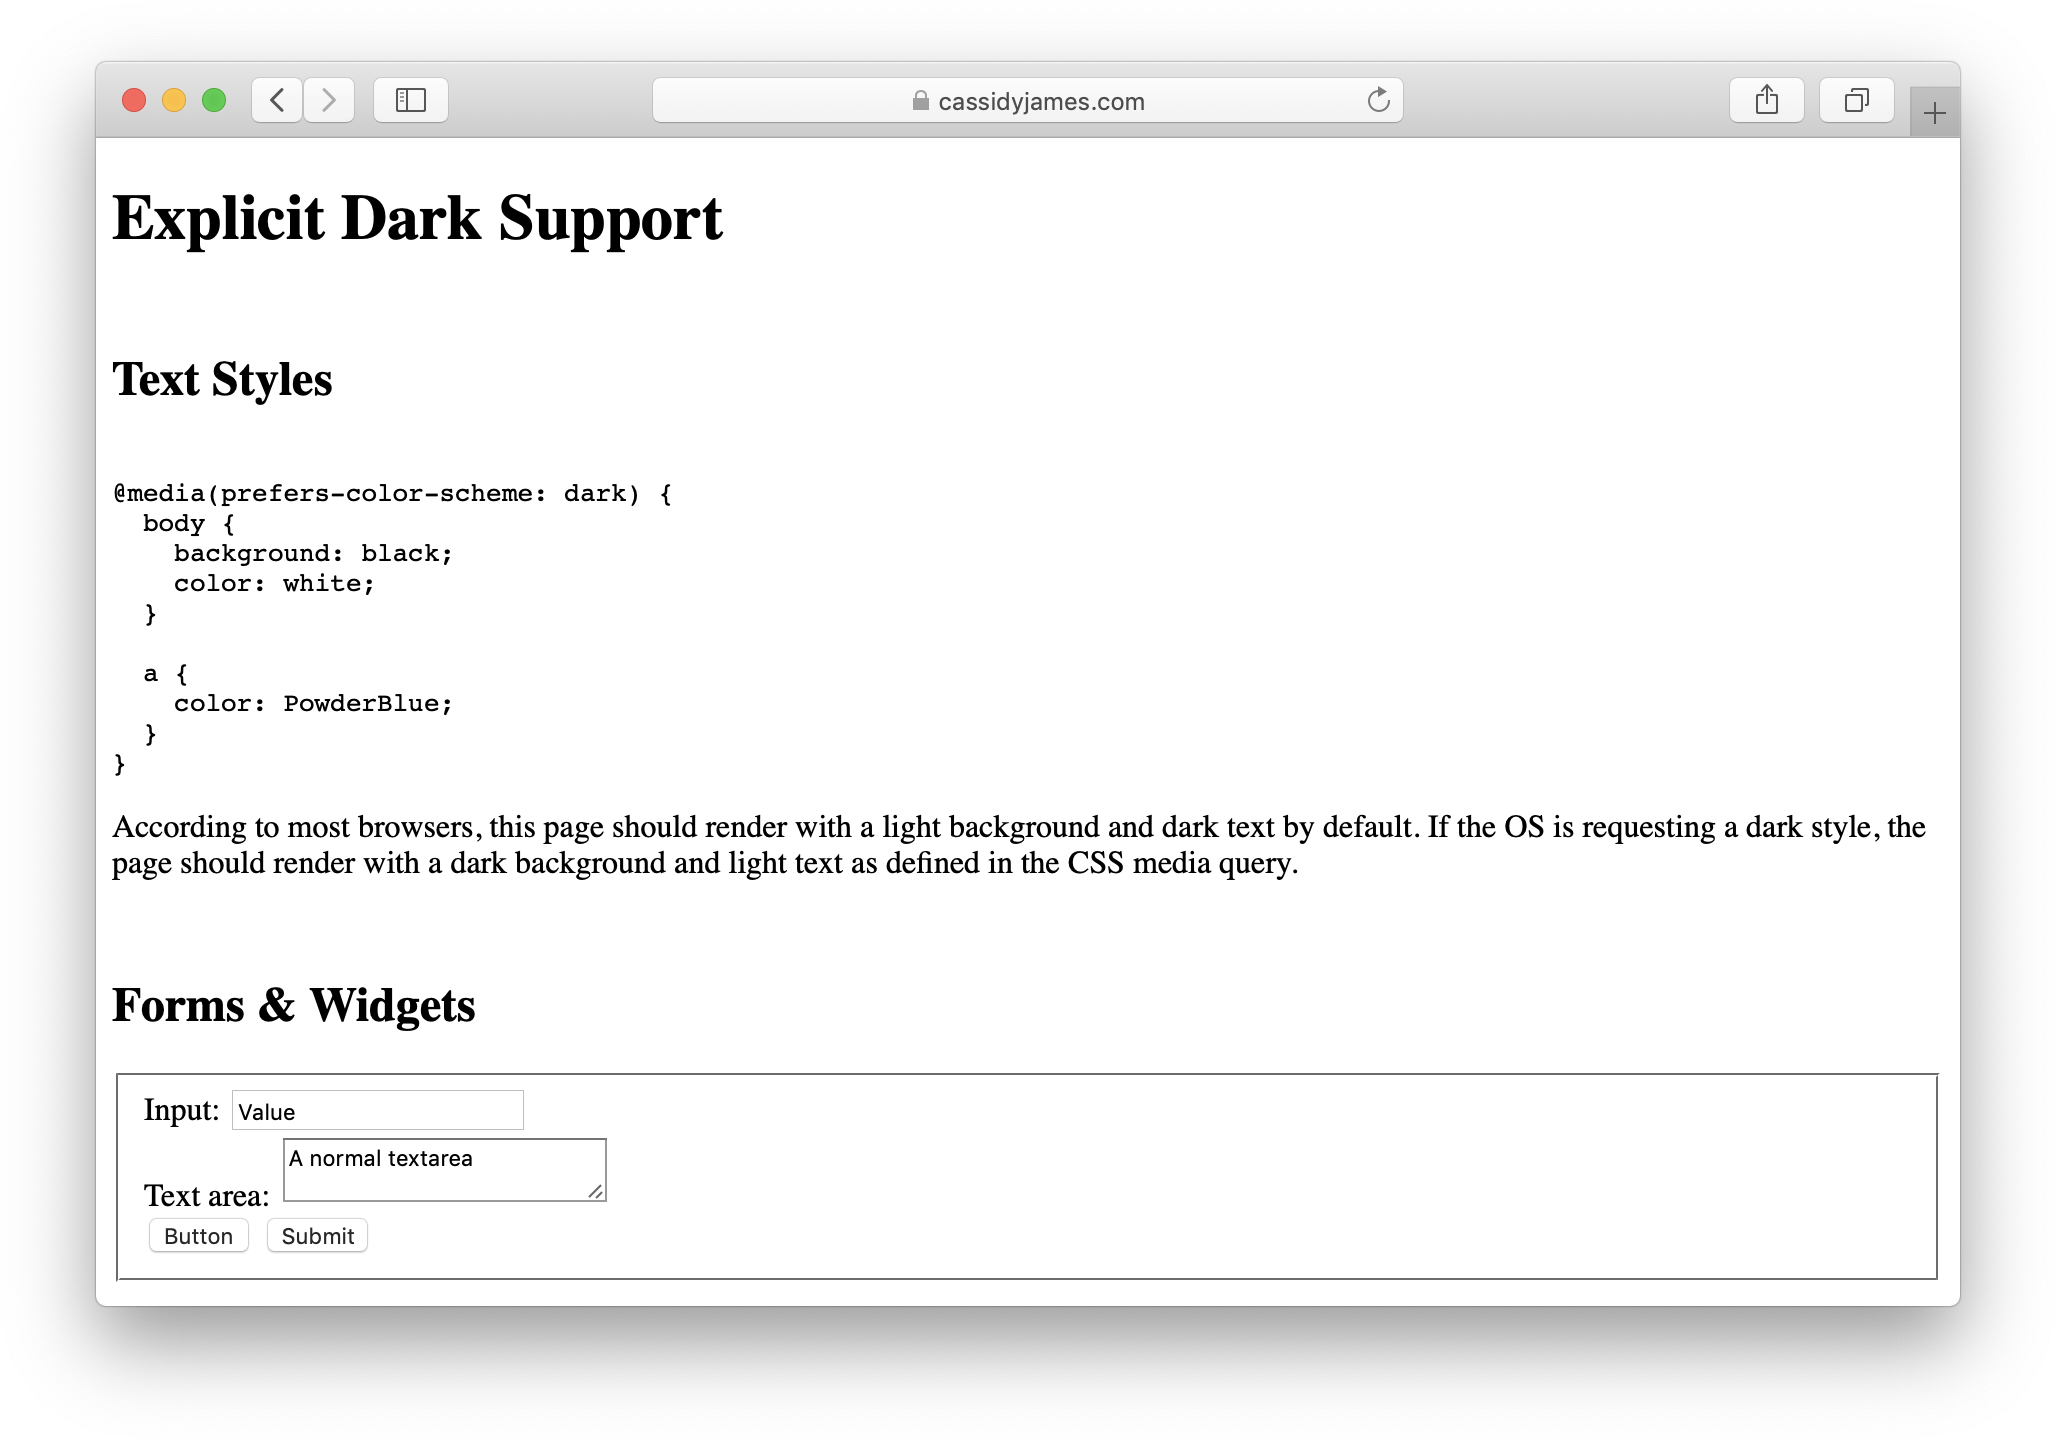 cassidyjames.com
Explicit Dark Support
Text Styles
@media(prefers-color-scheme: dark) {
  body {
    background: black;
    color: white;
  }

  a {
    color: PowderBlue;
  }
}
According to most browsers, this page should render with a light background and dark text by default. If the OS is requesting a dark style, the
page should render with a dark background and light text as defined in the CSS media query.
Forms & Widgets
Input: Value
Text area: A normal textarea
Button Submit